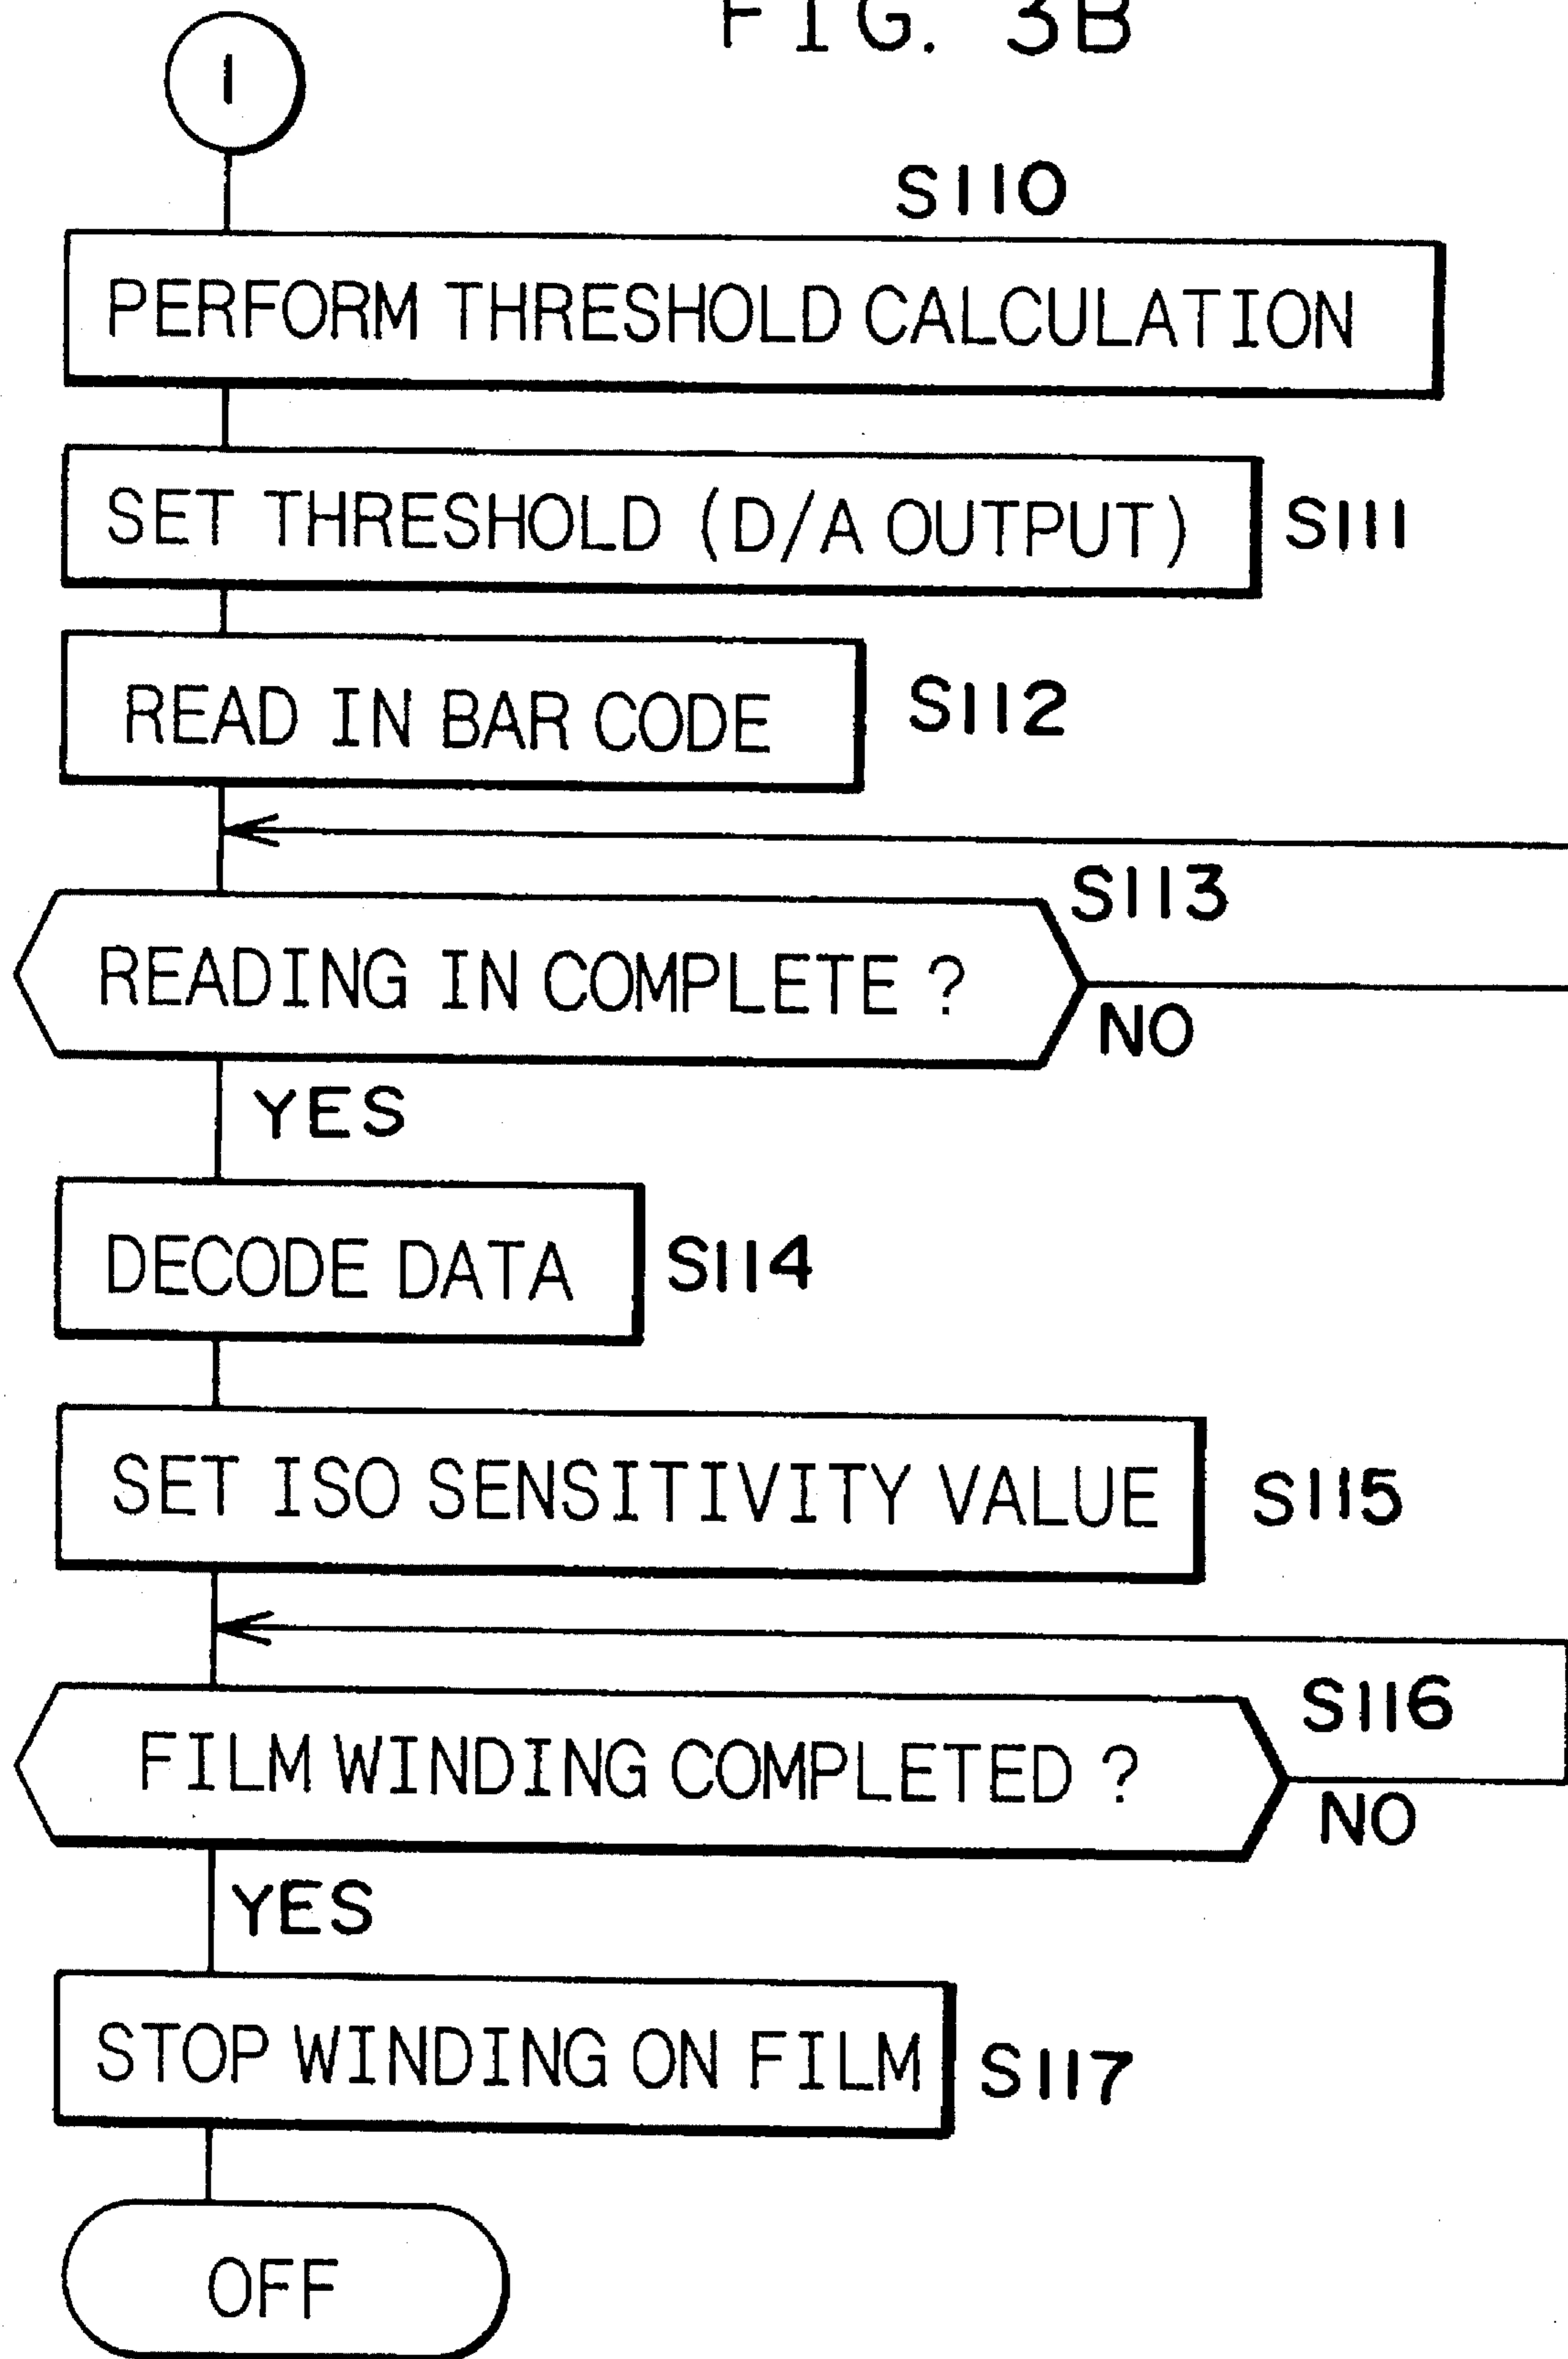 FIG. 3B
1
S110
PERFORM THRESHOLD CALCULATION
SET THRESHOLD (D/A OUTPUT) S111
READ IN BAR CODE S112
S113
READING IN COMPLETE ?
NO
YES
DECODE DATA S114
SET ISO SENSITIVITY VALUE S115
S116
FILM WINDING COMPLETED ?
NO
YES
STOP WINDING ON FILM S117
OFF